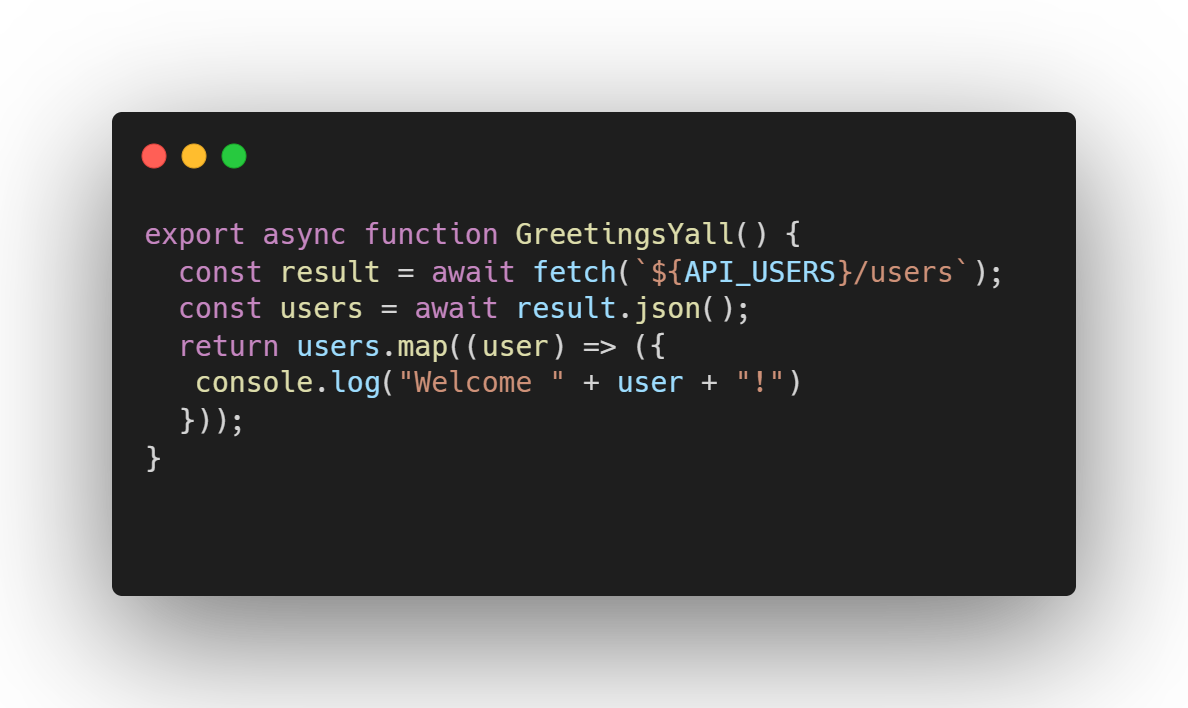 export async function GreetingsYall() {
  const result = await fetch(`${API_USERS}/users`);
  const users = await result.json();
  return users.map((user) => ({
   console.log("Welcome " + user + "!")
  }));
}